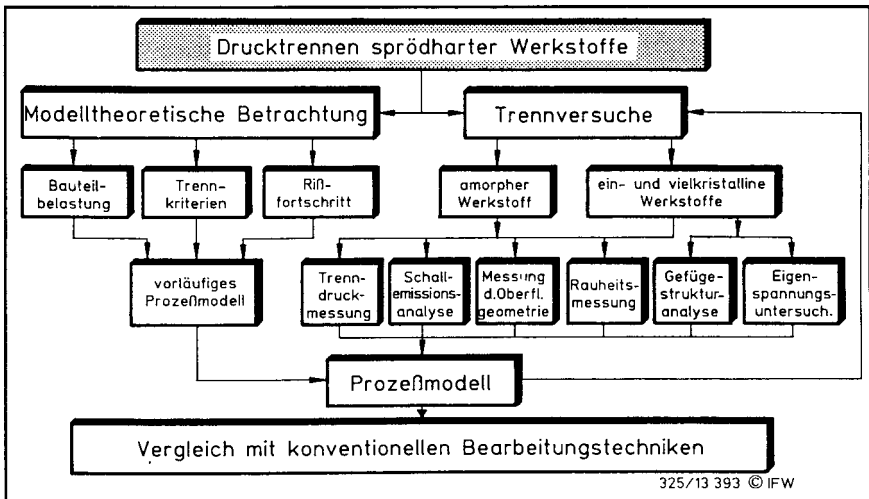 Drucktrennen sprödharter Werkstoffe
Modelltheoretische Betrachtung
Trennversuche
Bauteil-
belastung
Trenn-
kriterien
Riß-
fortschritt
amorpher
Werkstoff
ein- und vielkristalline
Werkstoffe
vorläufiges
Prozeßmodell
Trenn-
druck-
messung
Schall-
emissions-
analyse
Messung
d.Oberfl.
geometrie
Rauheits-
messung
Gefüge-
struktur-
analyse
Eigen-
spannungs-
untersuch.
Prozeßmodell
Vergleich mit konventionellen Bearbeitungstechniken
325/13 393 © IFW